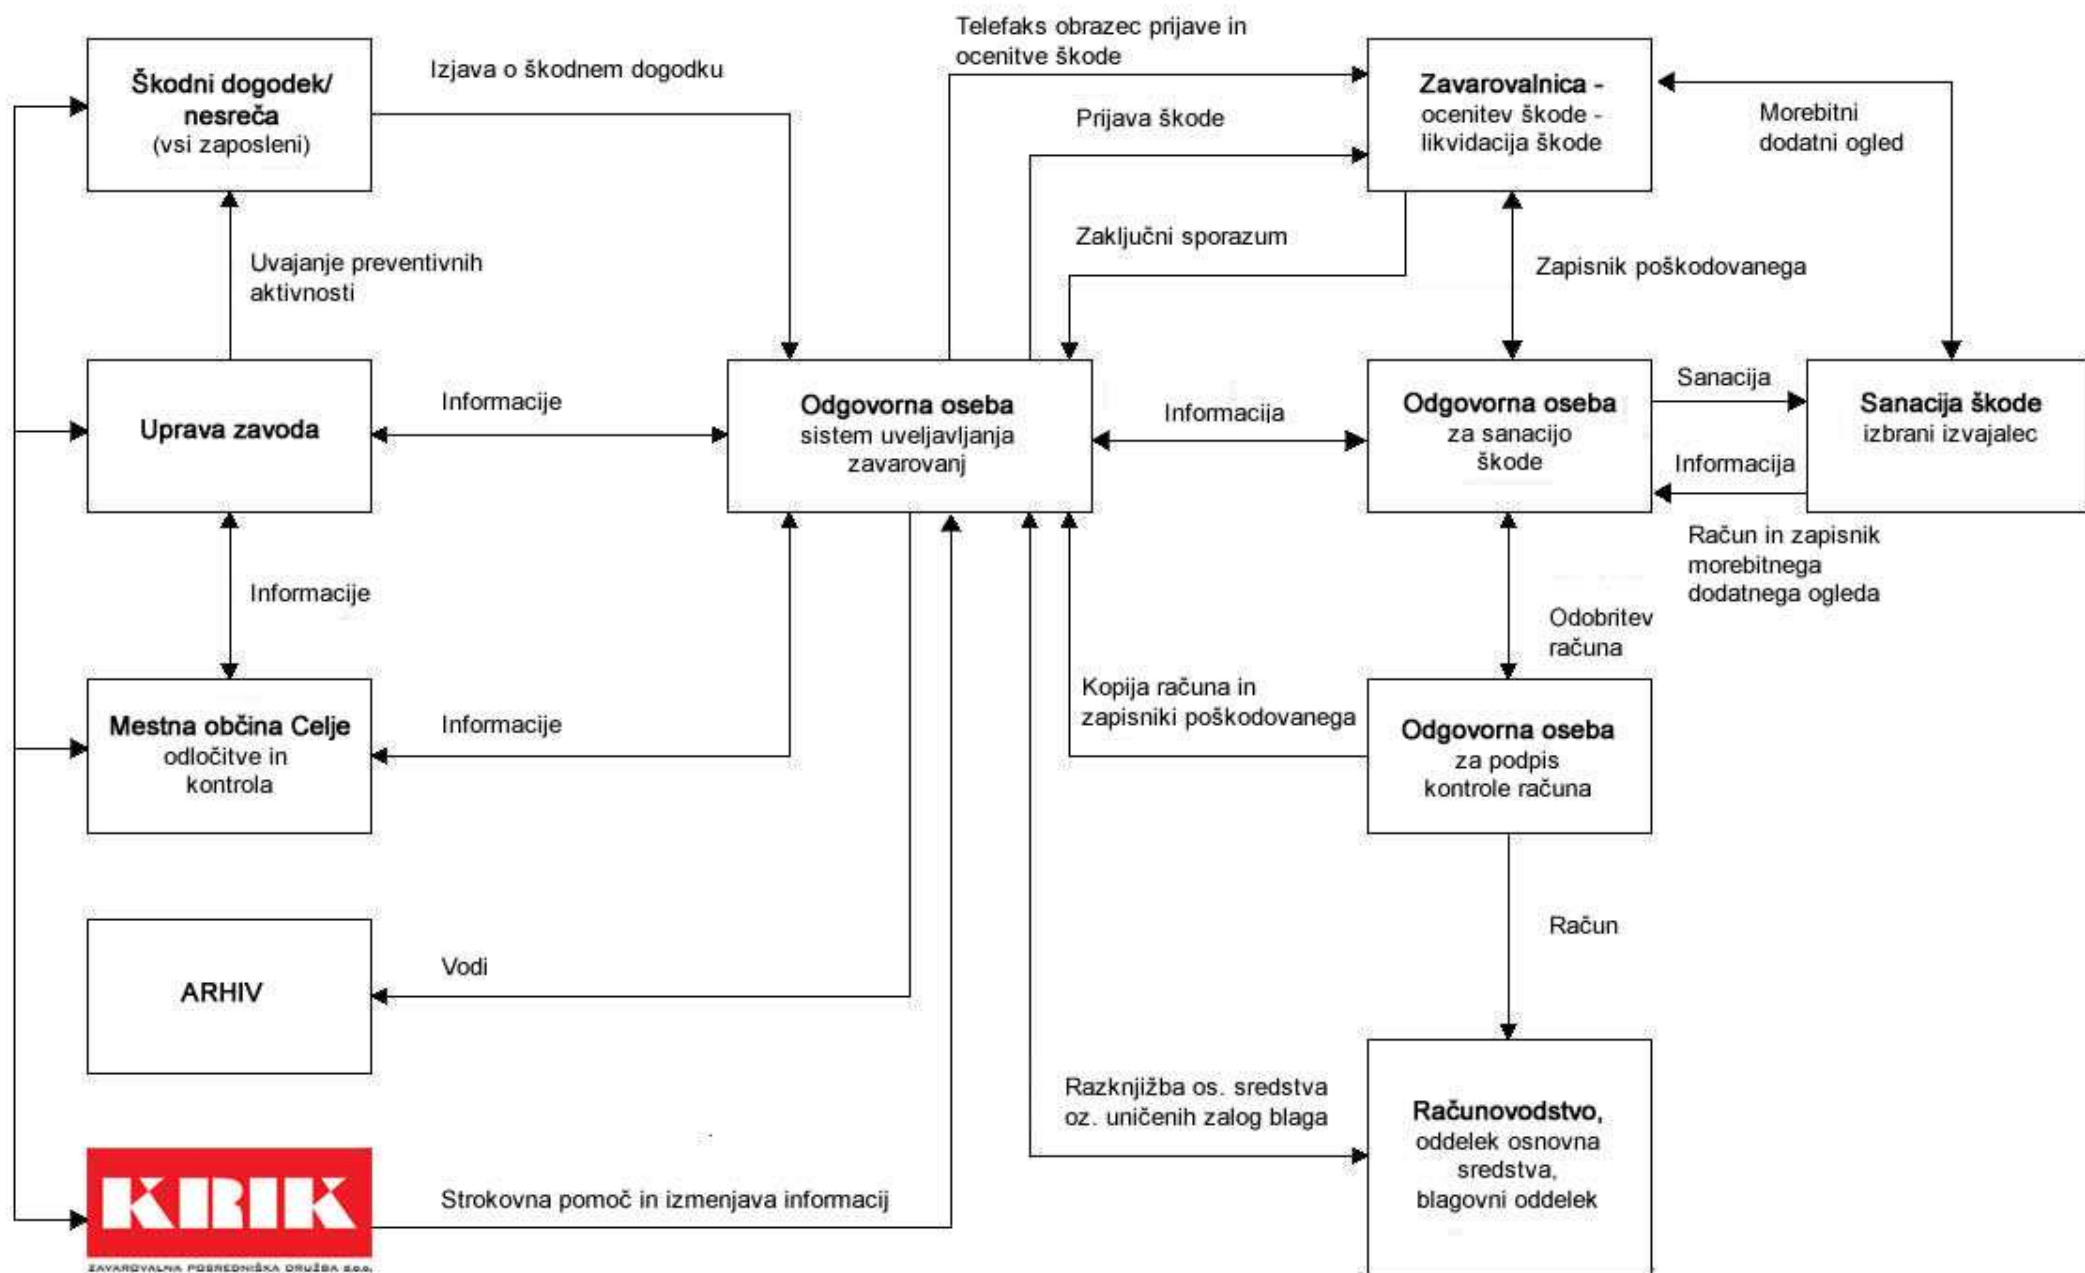 Telefaks obrazec prijave in
ocenitve škode
Škodni dogodek/
nesreča
(vsi zaposleni)
Izjava o škodnem dogodku
Prijava škode
Zavarovalnica -
ocenitev škode -
likvidacija škode
Morebitni
dodatni ogled
Uvajanje preventivnih
aktivnosti
Zaključni sporazum
Zapisnik poškodovanega
Uprava zavoda
Informacije
Odgovorna oseba
sistem uveljavljanja
zavarovanj
Informacija
Odgovorna oseba
za sanacijo
škode
Sanacija
Informacija
Sanacija škode
izbrani izvajalec
Račun in zapisnik
morebitnega
dodatnega ogleda
Informacije
Odobritev
računa
Mestna občina Celje
odločitve in
kontrola
Informacije
Kopija računa in
zapisniki poškodovanega
Odgovorna oseba
za podpis
kontrole računa
Račun
ARHIV
Vodi
Razknjižba os. sredstva
oz. uničenih zalog blaga
Računovodstvo,
oddelek osnovna
sredstva,
blagovni oddelek
KRIK
ZAVAROVALNA POSREDNIŠKA DRUŽBA d.o.o.
Strokovna pomoč in izmenjava informacij